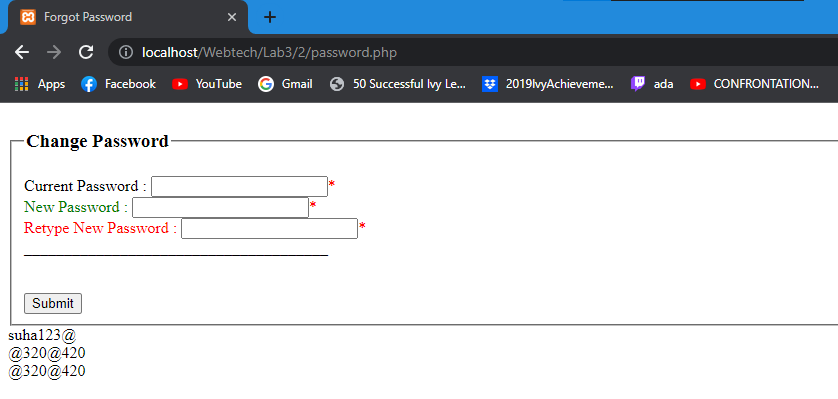 Forgot Password
localhost/Webtech/Lab3/2/password.php
Apps Facebook YouTube Gmail 50 Successful Ivy Le... 2019IvyAchieveme... ada CONFRONTATION...
Change Password
Current Password : *
New Password : *
Retype New Password : *
Submit
suha123@
@320@420
@320@420